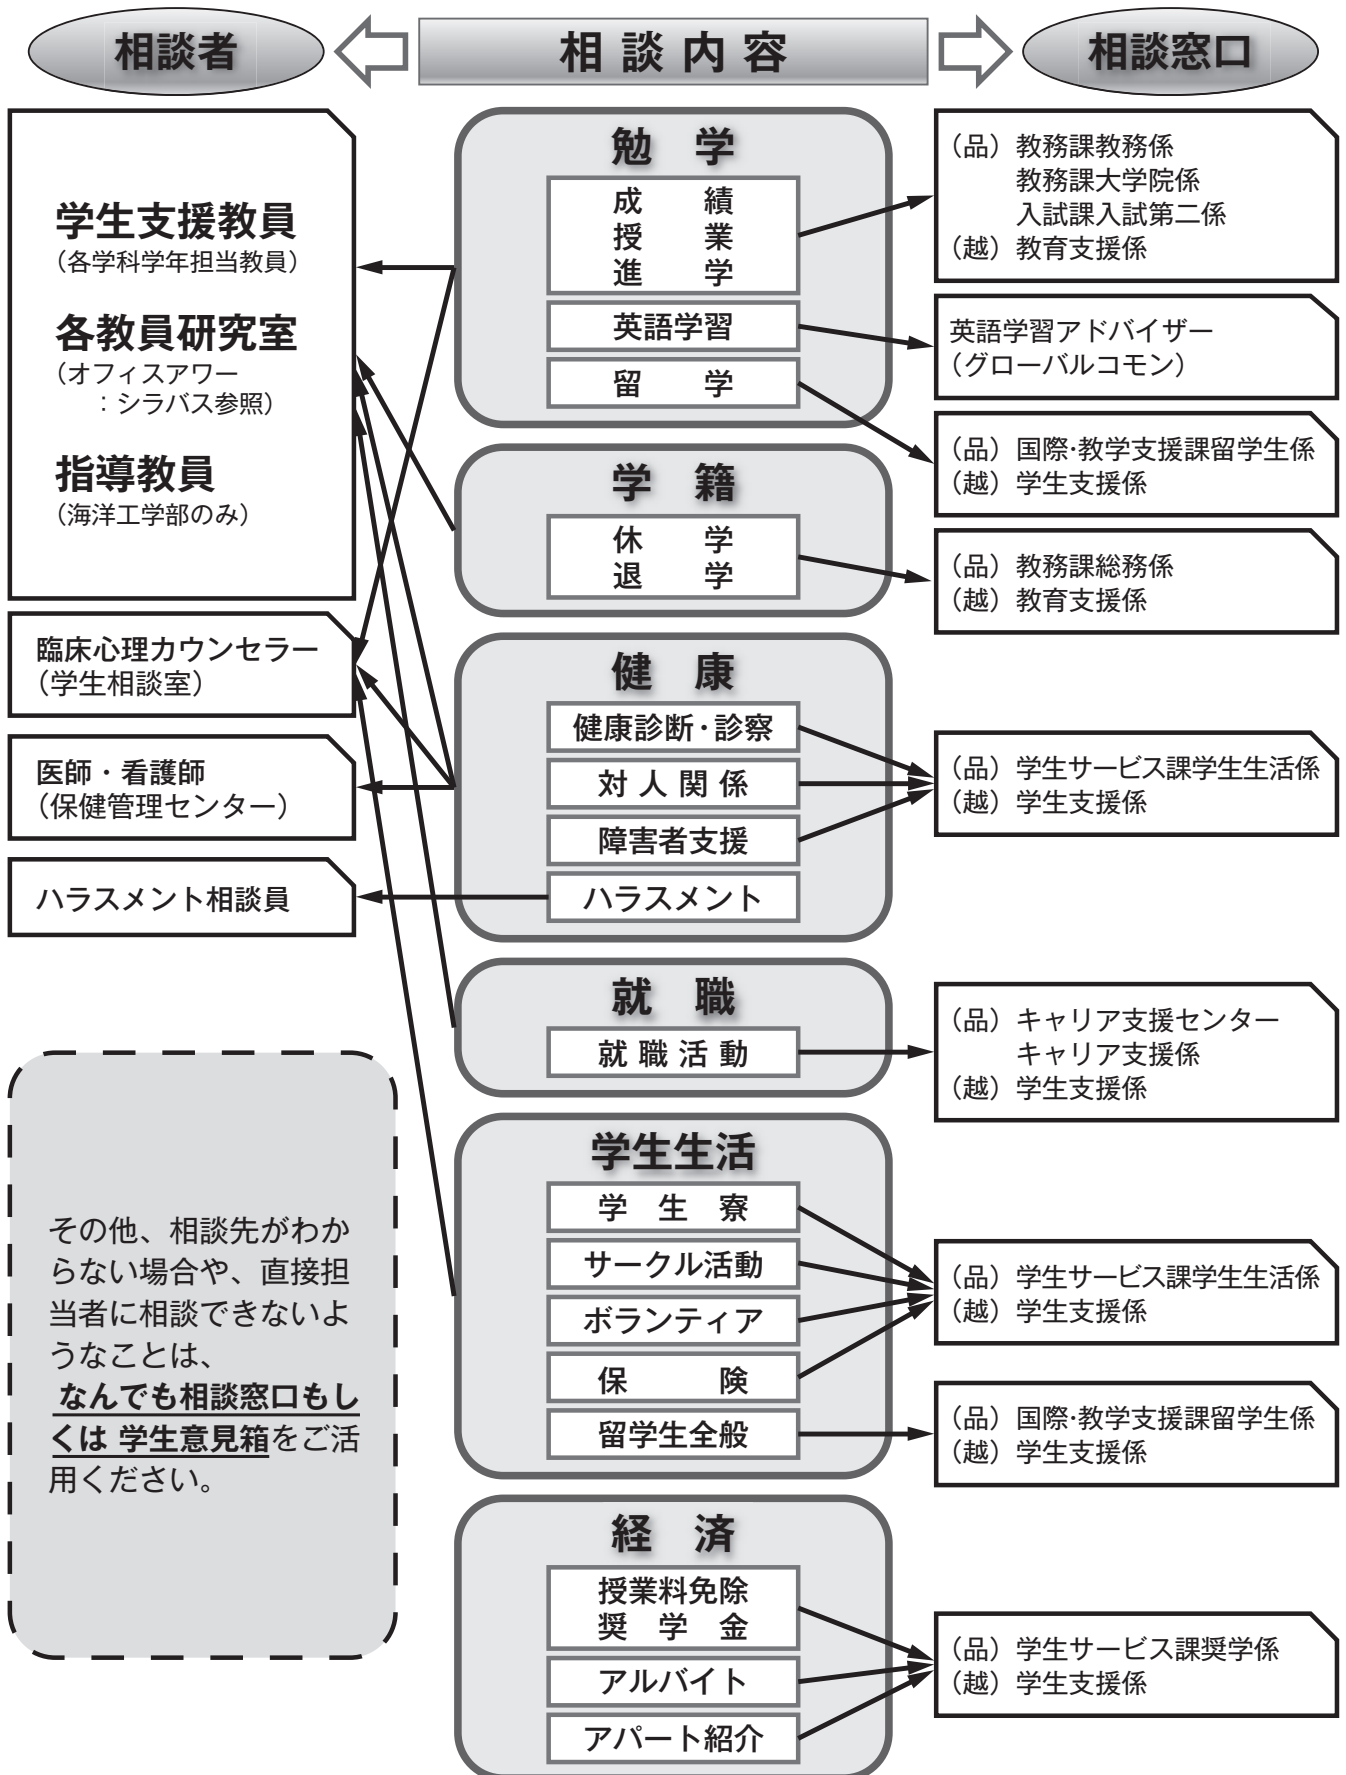 相談者
相談内容
相談窓口
学生支援教員
（各学科学年担当教員）
各教員研究室
（オフィスアワー
：シラバス参照）
指導教員
（海洋工学部のみ）
臨床心理カウンセラー
（学生相談室）
医師・看護師
（保健管理センター）
ハラスメント相談員
その他、相談先がわか
らない場合や、直接担
当者に相談できないよ
うなことは、
なんでも相談窓口もし
くは 学生意見箱をご活
用ください。
勉　学
成　　績
授　　業
進　　学
英語学習
留　　学
学　籍
休　　学
退　　学
健　康
健康診断・診察
対人関係
障害者支援
ハラスメント
就　職
就職活動
学生生活
学　生　寮
サークル活動
ボランティア
保　　　険
留学生全般
経　済
授業料免除
奨　学　金
アルバイト
アパート紹介
（品）教務課教務係
教務課大学院係
入試課入試第二係
（越）教育支援係
英語学習アドバイザー
（グローバルコモン）
（品）国際・教学支援課留学生係
（越）学生支援係
（品）教務課総務係
（越）教育支援係
（品）学生サービス課学生生活係
（越）学生支援係
（品）キャリア支援センター
キャリア支援係
（越）学生支援係
（品）学生サービス課学生生活係
（越）学生支援係
（品）国際・教学支援課留学生係
（越）学生支援係
（品）学生サービス課奨学係
（越）学生支援係